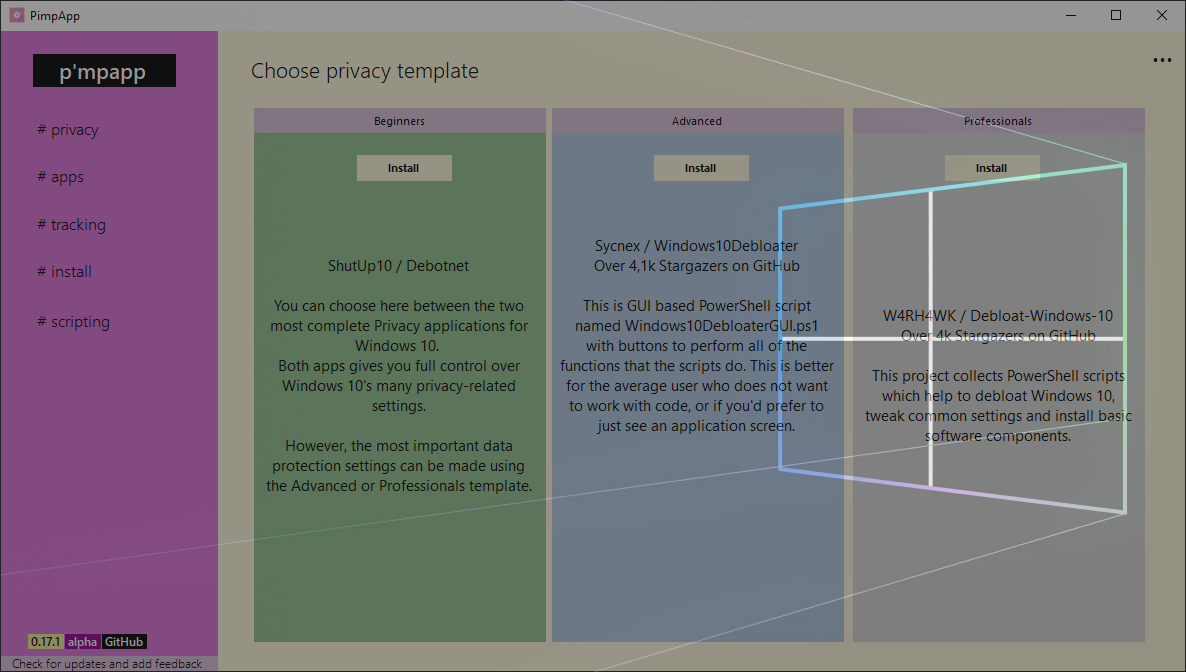 PimpApp
p'mpapp
# privacy
# apps
# tracking
# install
# scripting
0.17.1 alpha GitHub
Check for updates and add feedback
Choose privacy template
Beginners
Install
ShutUp10 / Debotnet
You can choose here between the two
most complete Privacy applications for
Windows 10.
Both apps gives you full control over
Windows 10's many privacy-related
settings.
However, the most important data
protection settings can be made using
the Advanced or Professionals template.
Advanced
Install
Sycnex / Windows10Debloater
Over 4,1k Stargazers on GitHub
This is GUI based PowerShell script
named Windows10DebloaterGUI.ps1
with buttons to perform all of the
functions that the scripts do. This is better
for the average user who does not want
to work with code, or if you'd prefer to
just see an application screen.
Professionals
Install
W4RH4WK / Debloat-Windows-10
Over 4k Stargazers on GitHub
This project collects PowerShell scripts
which help to debloat Windows 10,
tweak common settings and install basic
software components.